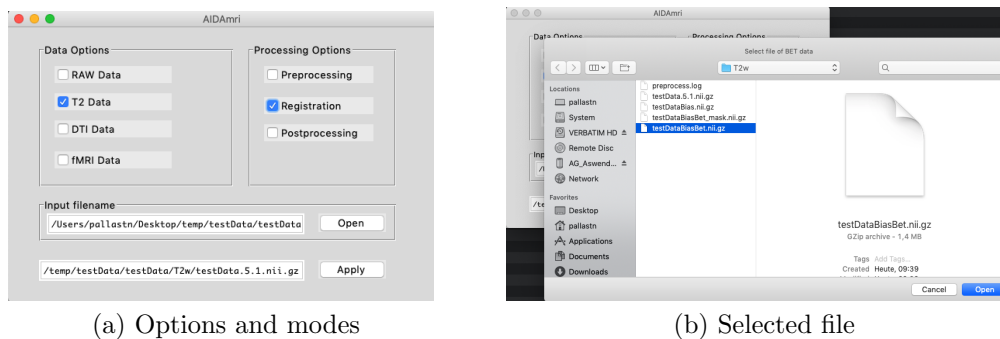 AIDAmri
Data Options
RAW Data
T2 Data
DTI Data
fMRI Data
Processing Options
Preprocessing
Registration
Postprocessing
Input filename
/Users/pallastn/Desktop/temp/testData/testData
Open
/temp/testData/testData/T2w/testData.5.1.nii.gz
Apply
(a) Options and modes
AIDAmri
Data Options
Processing Options
Select file of BET data
T2w
Locations
pallastn
System
VERBATIM HD
Remote Disc
AG_Aswend...
Network
Favorites
Desktop
pallastn
Applications
Documents
Downloads
preprocess.log
testData.5.1.nii.gz
testDataBias.nii.gz
testDataBiasBet_mask.nii.gz
testDataBiasBet.nii.gz
testDataBiasBet.nii.gz
GZip archive - 1,4 MB
Tags Add Tags...
Created Heute, 09:39
Cancel
Open
(b) Selected file